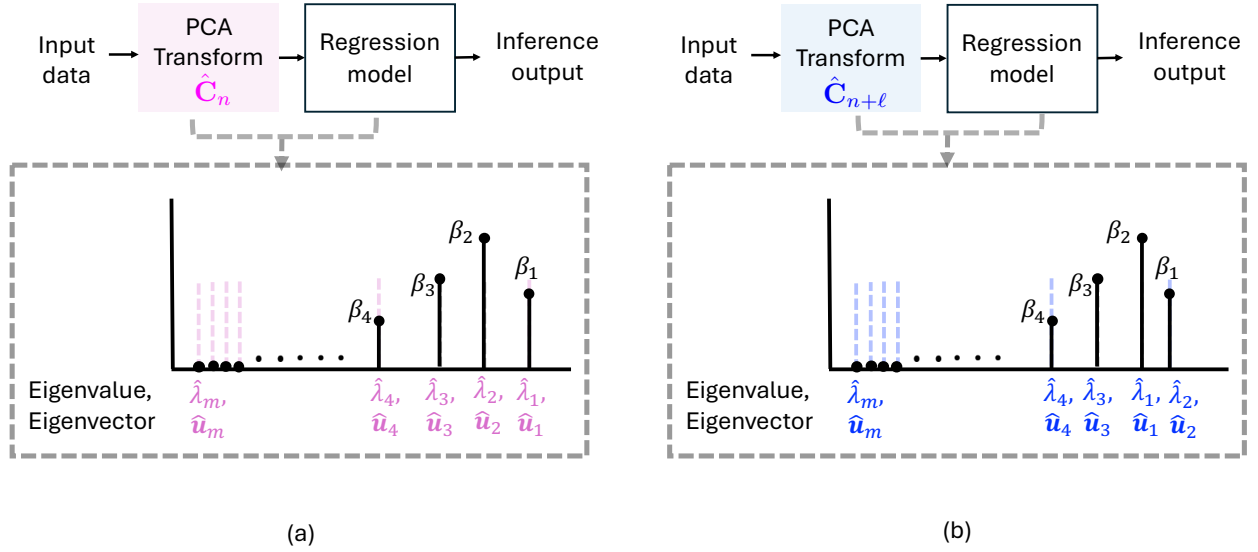 Input
data
PCA
Transform
Ĉₙ
Regression
model
Inference
output
β₄
β₃
β₂
β₁
Eigenvalue,
Eigenvector
λ̂ₘ, λ̂₄, λ̂₃, λ̂₂, λ̂₁,
ûₘ û₄ û₃ û₂ û₁
(a)
Input
data
PCA
Transform
Ĉₙ₊ℓ
Regression
model
Inference
output
β₄
β₃
β₂
β₁
Eigenvalue,
Eigenvector
λ̂ₘ, λ̂₄, λ̂₃, λ̂₁, λ̂₂,
ûₘ û₄ û₃ û₁ û₂
(b)